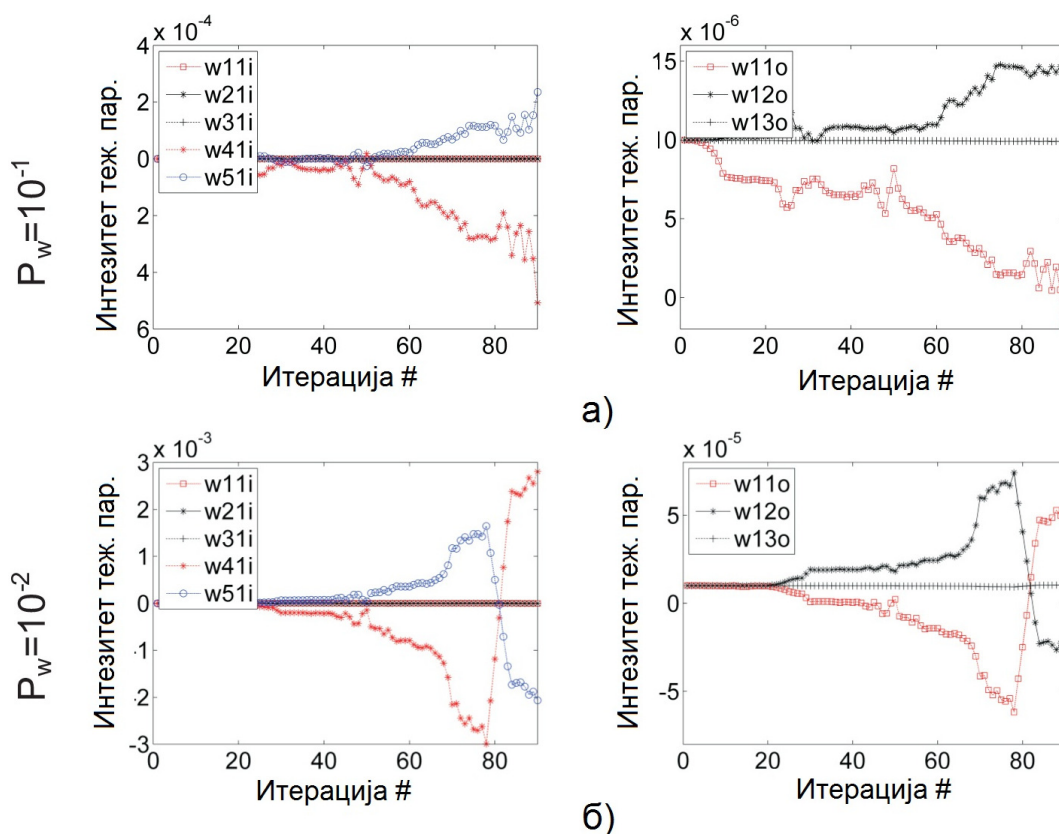 x 10-4
4
2
0
2
4
6
0
20
40
60
80
w11i
w21i
w31i
w41i
w51i
Интезитет теж. пар.
Итерација #
Pw=10-1
x 10-6
15
10
5
0
0
20
40
60
80
w11o
w12o
w13o
Интезитет теж. пар.
Итерација #
а)
x 10-3
3
2
1
0
-1
-2
-3
0
20
40
60
80
w11i
w21i
w31i
w41i
w51i
Интезитет теж. пар.
Итерација #
Pw=10-2
x 10-5
5
0
-5
0
20
40
60
80
w11o
w12o
w13o
Интезитет теж. пар.
Итерација #
б)